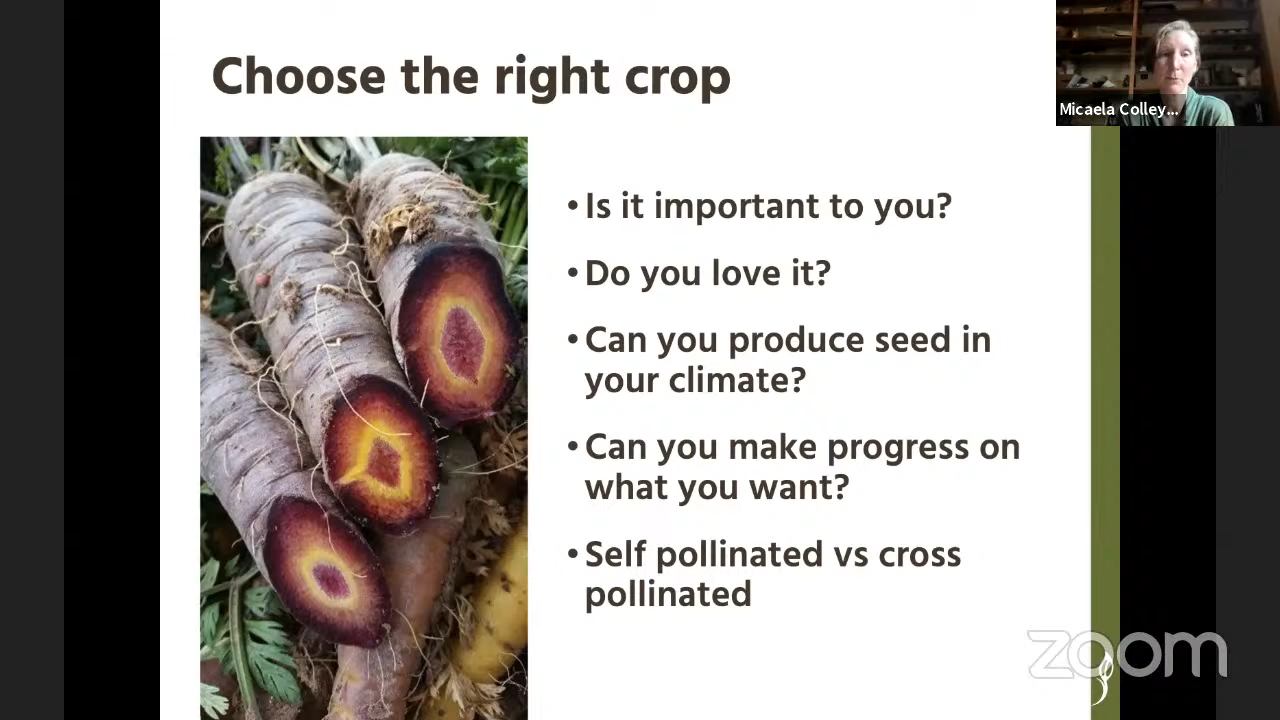 Choose the right crop
Micaela Colley...
• Is it important to you?
• Do you love it?
• Can you produce seed in
your climate?
• Can you make progress on
what you want?
• Self pollinated vs cross
pollinated
zoom